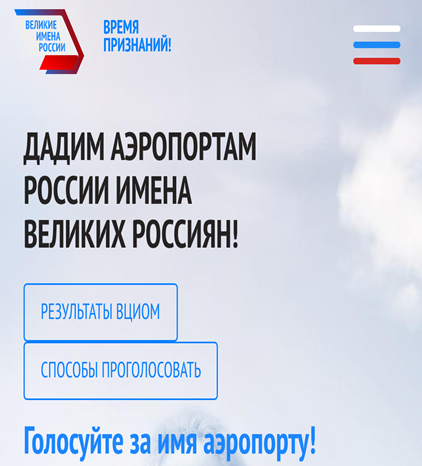 ВЕЛИКИЕ
ИМЕНА
РОССИИ
ВРЕМЯ
ПРИЗНАНИЙ!
ДАДИМ АЭРОПОРТАМ
РОССИИ ИМЕНА
ВЕЛИКИХ РОССИЯН!
РЕЗУЛЬТАТЫ ВЦИОМ
СПОСОБЫ ПРОГОЛОСОВАТЬ
Голосуйте за имя аэропорту!